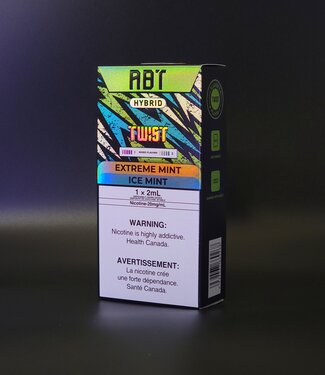 ABT
HYBRID
TWIST
EXTREME MINT
ICE MINT
1 x 2mL
Nicotine-20mg/mL
WARNING:
Nicotine is highly addictive.
Health Canada.
AVERTISSEMENT:
La nicotine crée
une forte dépendance.
Santé Canada.